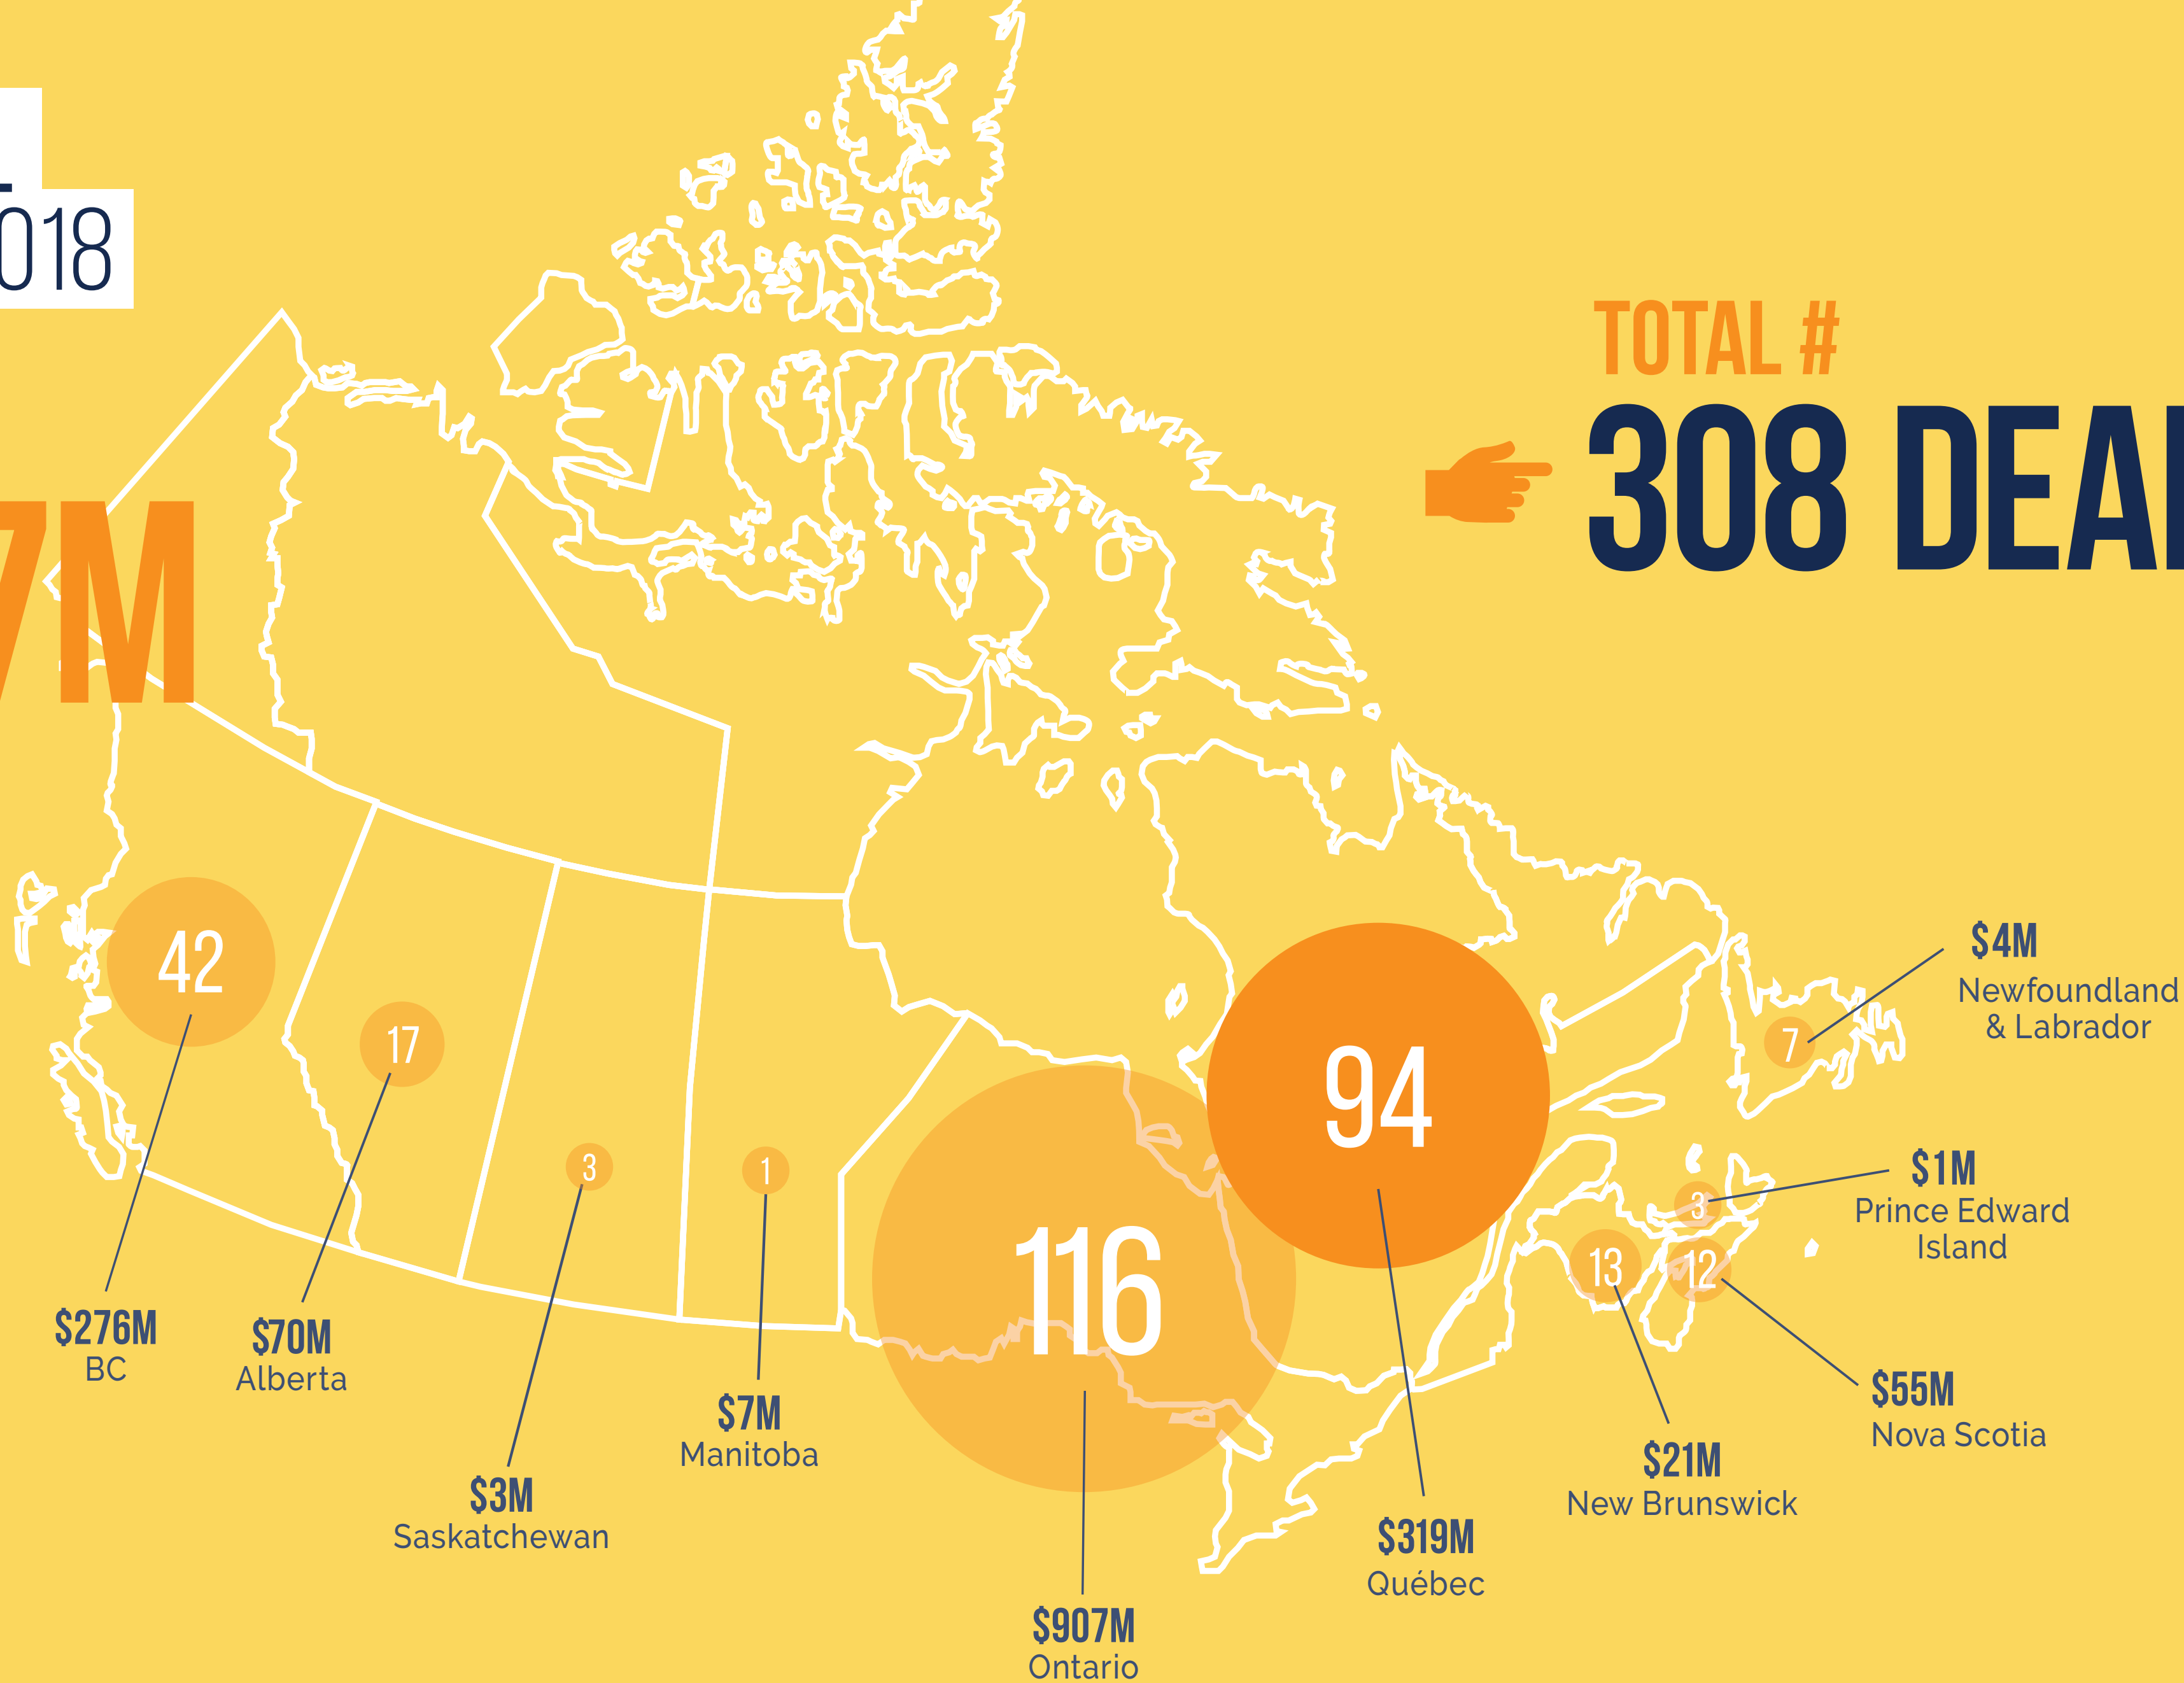 018
TOTAL #
308 DEAL
7M
42
17
3
1
116
94
7
3
13
12
$4M
Newfoundland
& Labrador
$1M
Prince Edward
Island
$55M
Nova Scotia
$21M
New Brunswick
$319M
Québec
$907M
Ontario
$7M
Manitoba
$3M
Saskatchewan
$70M
Alberta
$276M
BC